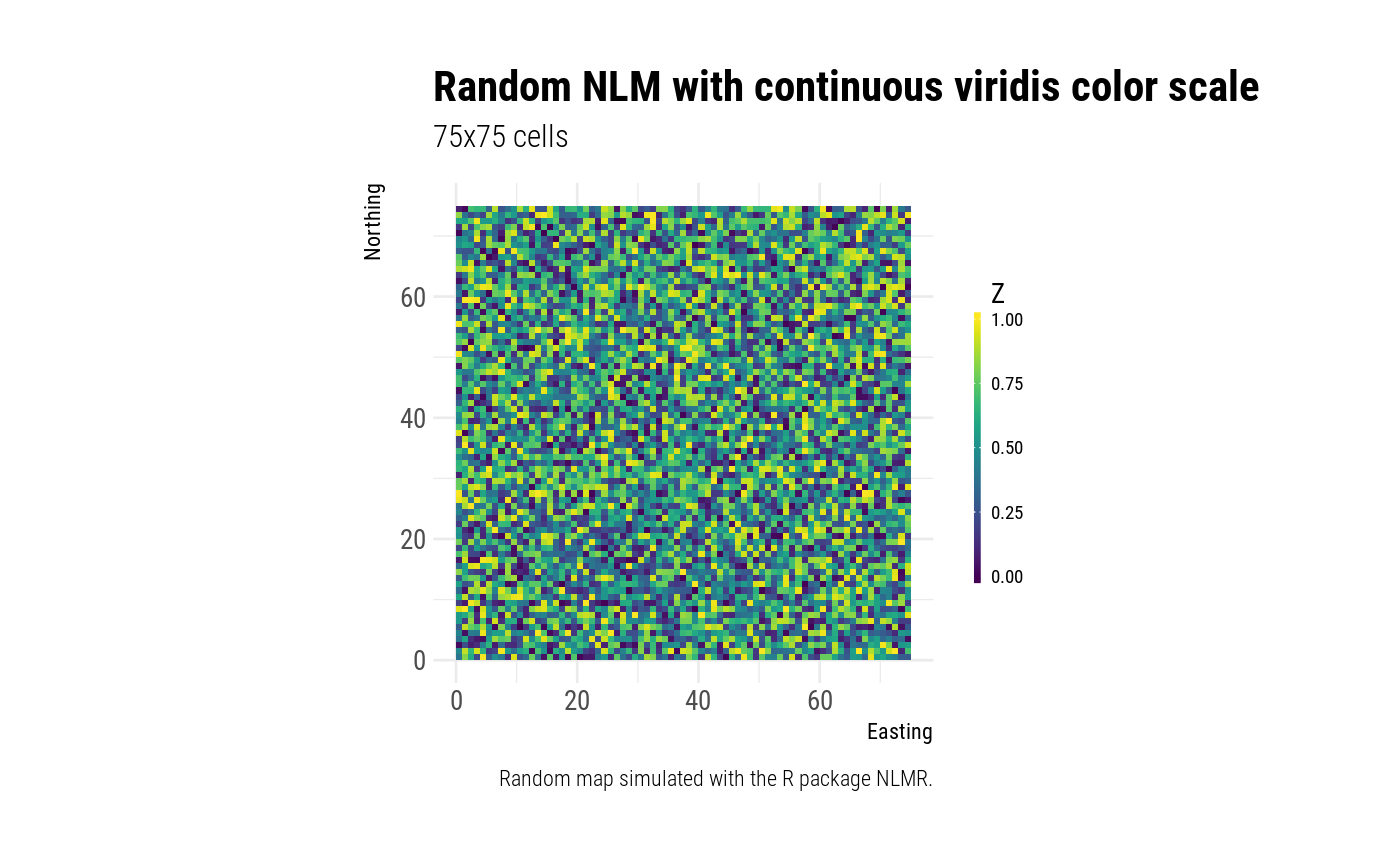 Random NLM with continuous viridis color scale
75x75 cells
Northing
60
40
20
0
0 20 40 60
Easting
Z
1.00
0.75
0.50
0.25
0.00
Random map simulated with the R package NLMR.